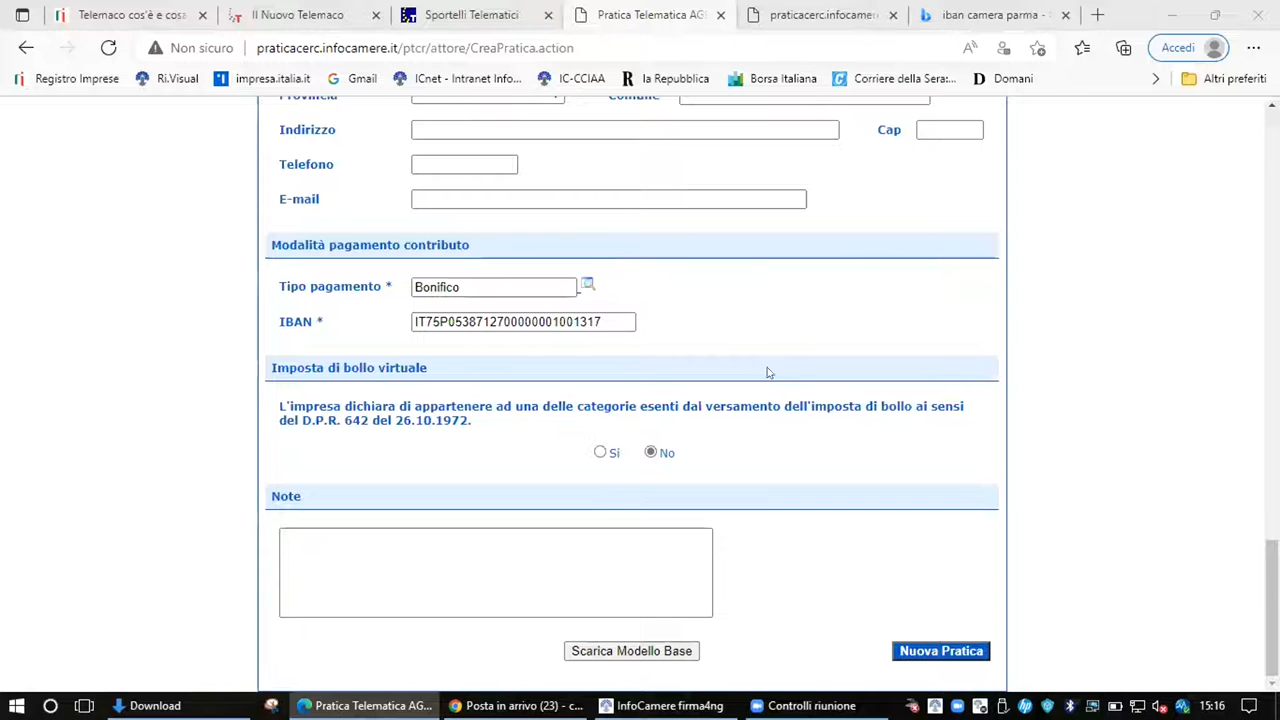 Telemaco cos'è e cosa
Il Nuovo Telemaco
Sportelli Telematici
Pratica Telematica AGE
praticacerc.infocamere.i
iban camera parma -
Non sicuro
praticacerc.infocamere.it/ptcr/attore/CreaPratica.action
Accedi
Registro Imprese
Ri.Visual
impresa.italia.it
Gmail
ICnet - Intranet Info...
IC-CCIAA
la Repubblica
Borsa Italiana
Corriere della Sera:...
Domani
Altri preferiti
Provincia Comune
Indirizzo Cap
Telefono
E-mail
Modalità pagamento contributo
Tipo pagamento * Bonifico
IBAN * IT75P0538712700000001001317
Imposta di bollo virtuale
L'impresa dichiara di appartenere ad una delle categorie esenti dal versamento dell'imposta di bollo ai sensi
del D.P.R. 642 del 26.10.1972.
Si No
Note
Scarica Modello Base
Nuova Pratica
Download
Pratica Telematica AG...
Posta in arrivo (23) - c...
InfoCamere firma4ng
Controlli riunione
15:16